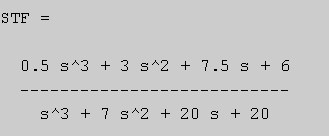 STF =
0.5 s^3 + 3 s^2 + 7.5 s + 6
---------------------------
s^3 + 7 s^2 + 20 s + 20